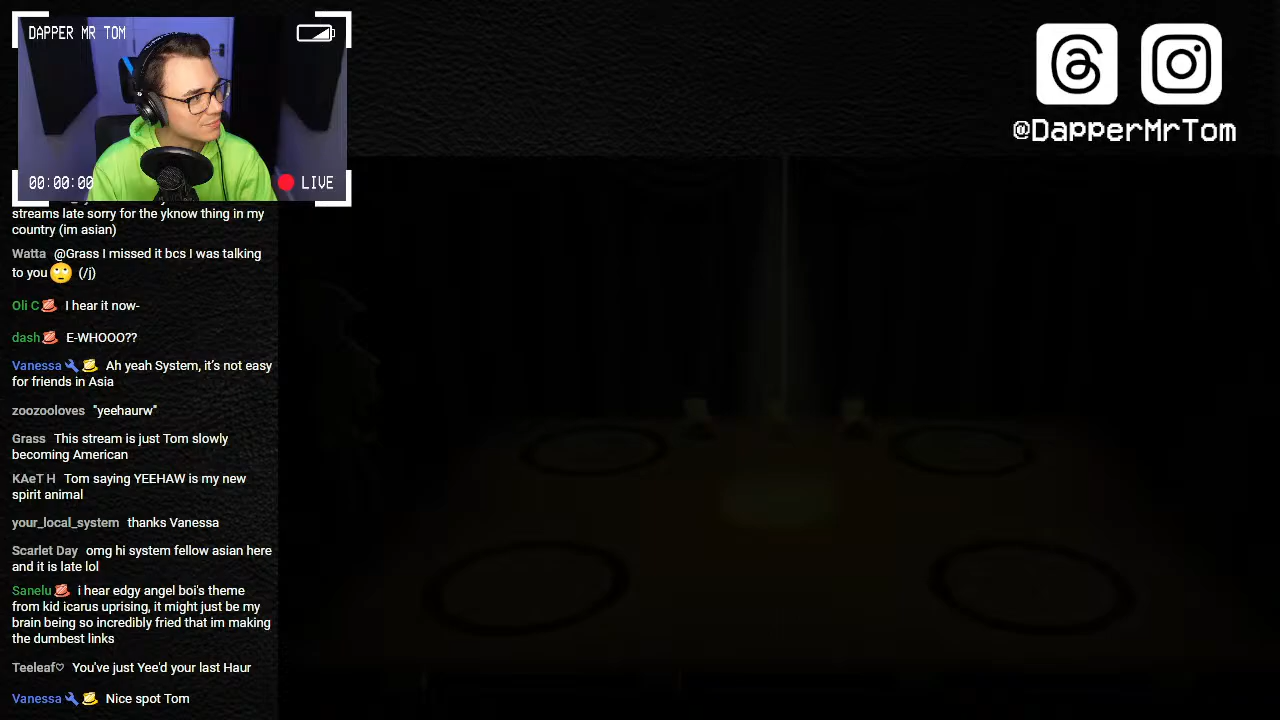 DAPPER MR TOM
00:00:00
LIVE
@DapperMrTom
streams late sorry for the yknow thing in my
country (im asian)
Watta @Grass I missed it bcs I was talking
to you🙄 (/j)
Oli C I hear it now-
dash E-WHOOO??
Vanessa Ah yeah System, it’s not easy
for friends in Asia
zoozooloves "yeehaurw"
Grass This stream is just Tom slowly
becoming American
KAeT H Tom saying YEEHAW is my new
spirit animal
your_local_system thanks Vanessa
Scarlet Day omg hi system fellow asian here
and it is late lol
Sanelu i hear edgy angel boi's theme
from kid icarus uprising, it might just be my
brain being so incredibly fried that im making
the dumbest links
Teeleaf♡ You've just Yee'd your last Haur
Vanessa Nice spot Tom